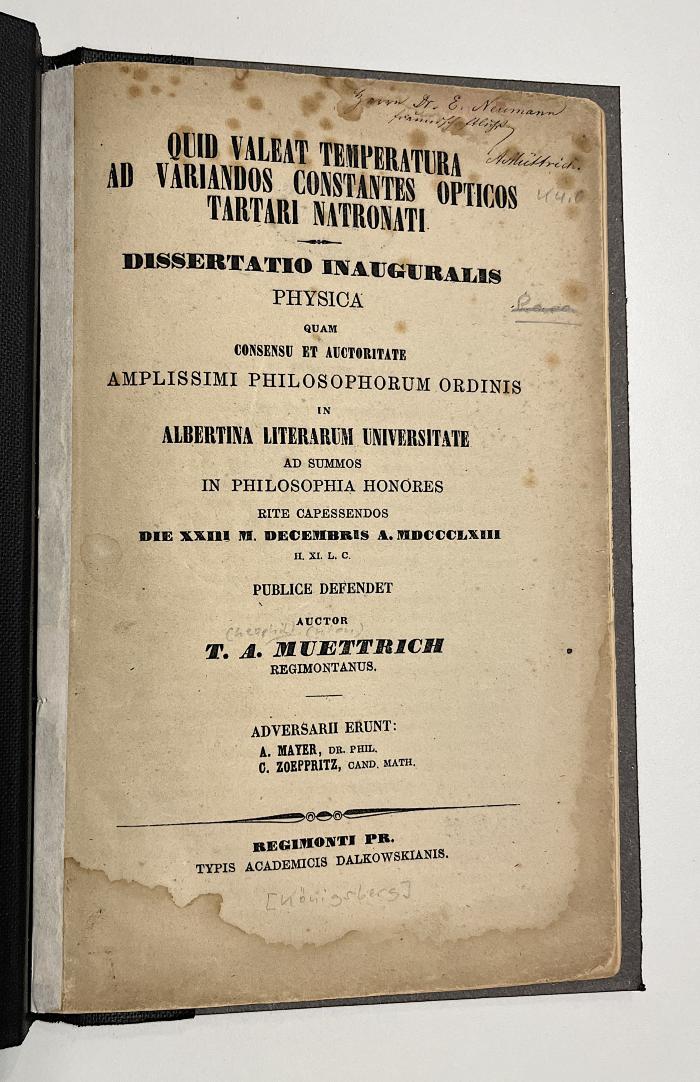 Herrn Dr. E. Neumann
freundschaftlichst
AMüttrich.
QUID VALEAT TEMPERATURA
AD VARIANDOS CONSTANTES OPTICOS
TARTARI NATRONATI
DISSERTATIO INAUGURALIS
PHYSICA
QUAM
CONSENSU ET AUCTORITATE
AMPLISSIMI PHILOSOPHORUM ORDINIS
IN
ALBERTINA LITERARUM UNIVERSITATE
AD SUMMOS
IN PHILOSOPHIA HONORES
RITE CAPESSENDOS
DIE XXIII M. DECEMBRIS A. MDCCCLXIII
H. XI. L. C.
PUBLICE DEFENDET
AUCTOR
T. A. MUETTRICH
REGIMONTANUS.
ADVERSARII ERUNT:
A. MAYER, DR. PHIL.
C. ZOEPPRITZ, CAND. MATH.
REGIMONTI PR.
TYPIS ACADEMICIS DALKOWSKIANIS.
[Königsberg]